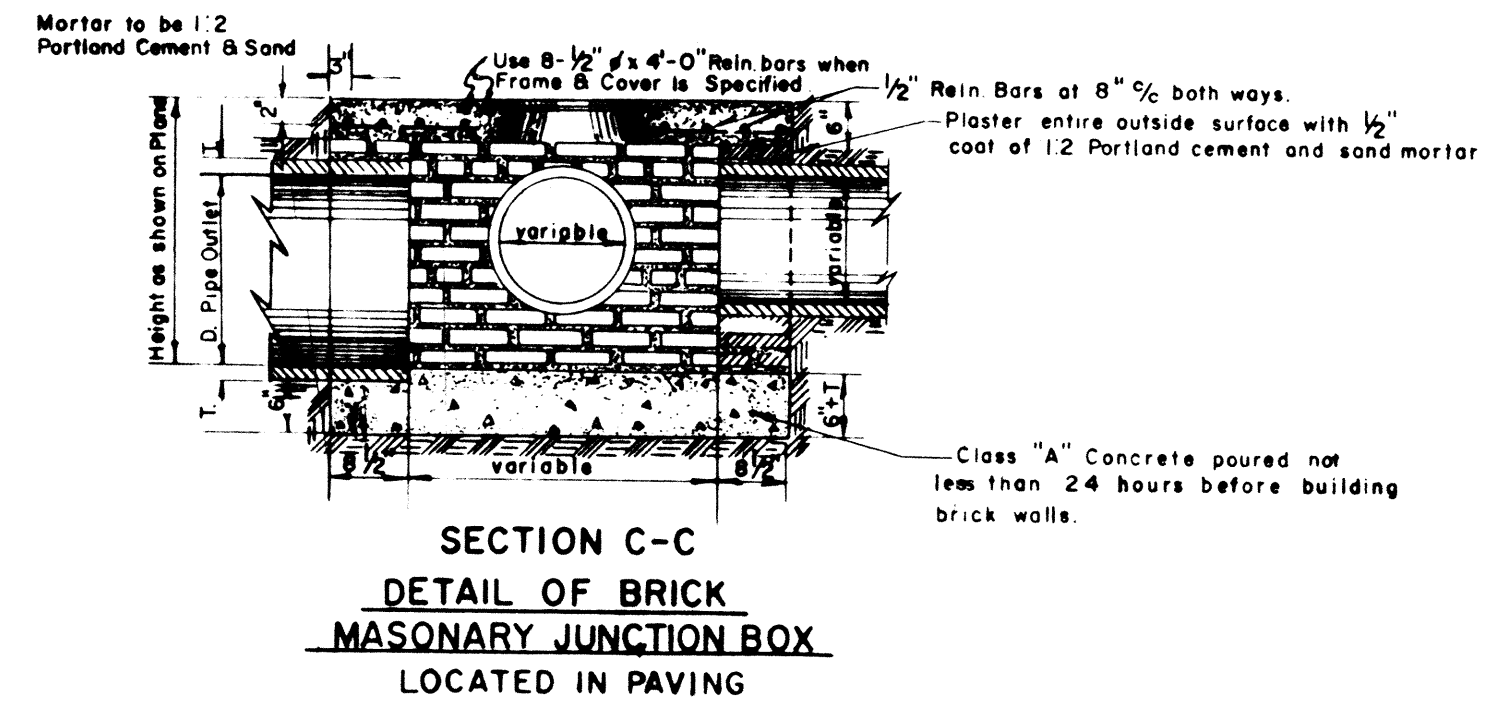 Mortar to be 1:2
Portland Cement & Sand
3"
Use 8-1/2" ø x 4'-0" Rein. bars when
Frame & Cover Is Specified
1/2" Rein. Bars at 8" c/c both ways.
Plaster entire outside surface with 1/2"
coat of 1:2 Portland cement and sand mortar
2"
6"
T.
Height as shown on Plans
D. Pipe Outlet
variable
variable
T.
6"
6"+T
8 1/2"
variable
8 1/2"
Class "A" Concrete poured not
less than 24 hours before building
brick walls.
SECTION C-C
DETAIL OF BRICK
MASONARY JUNCTION BOX
LOCATED IN PAVING